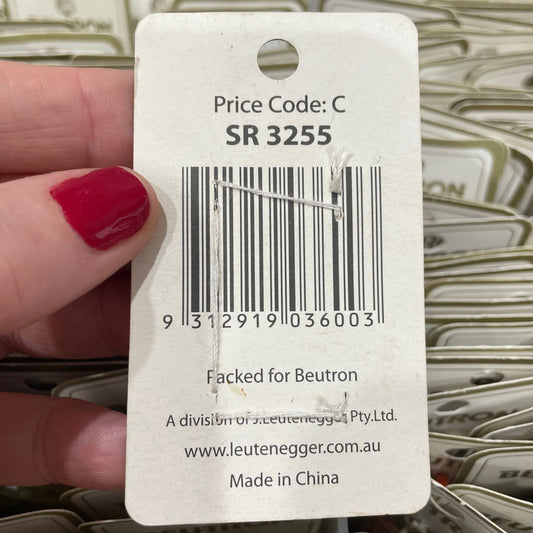 Price Code: C
SR 3255
9 312919 036003
Packed for Beutron
A division of J.Leutenegger Pty.Ltd.
www.leutenegger.com.au
Made in China
BEUTRON